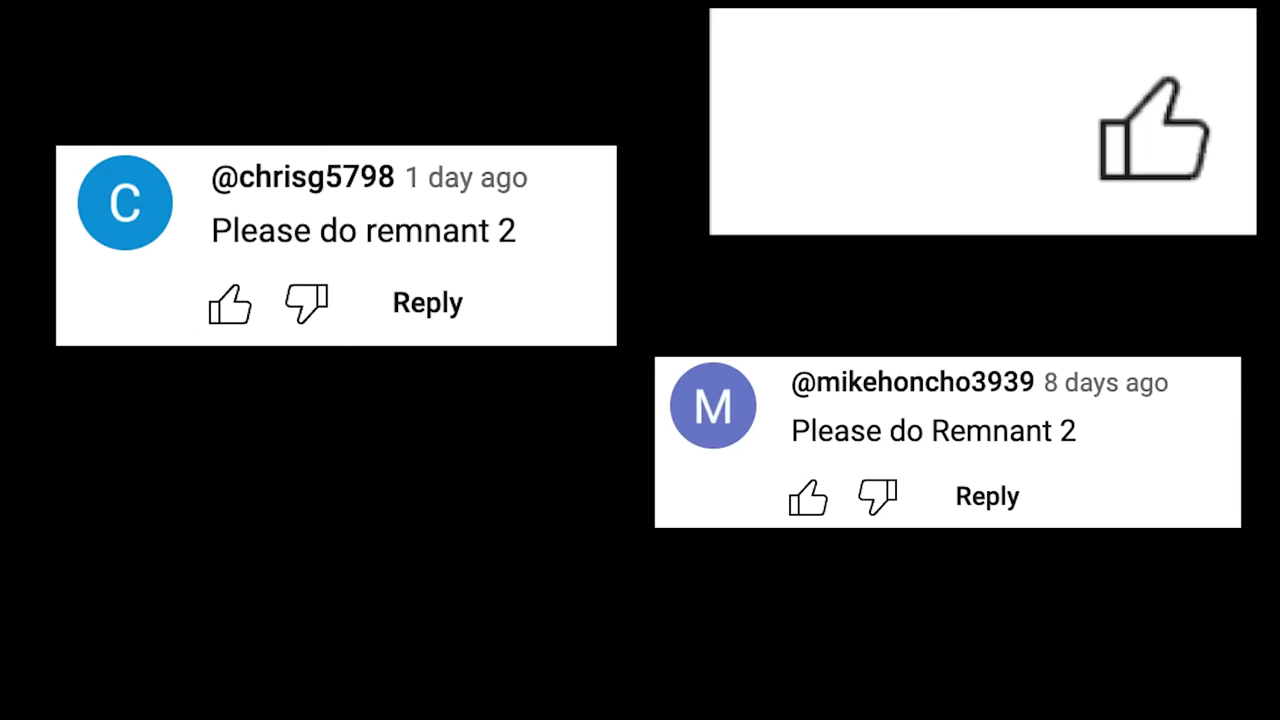 C
@chrisg5798 1 day ago
Please do remnant 2
Reply
M
@mikehoncho3939 8 days ago
Please do Remnant 2
Reply